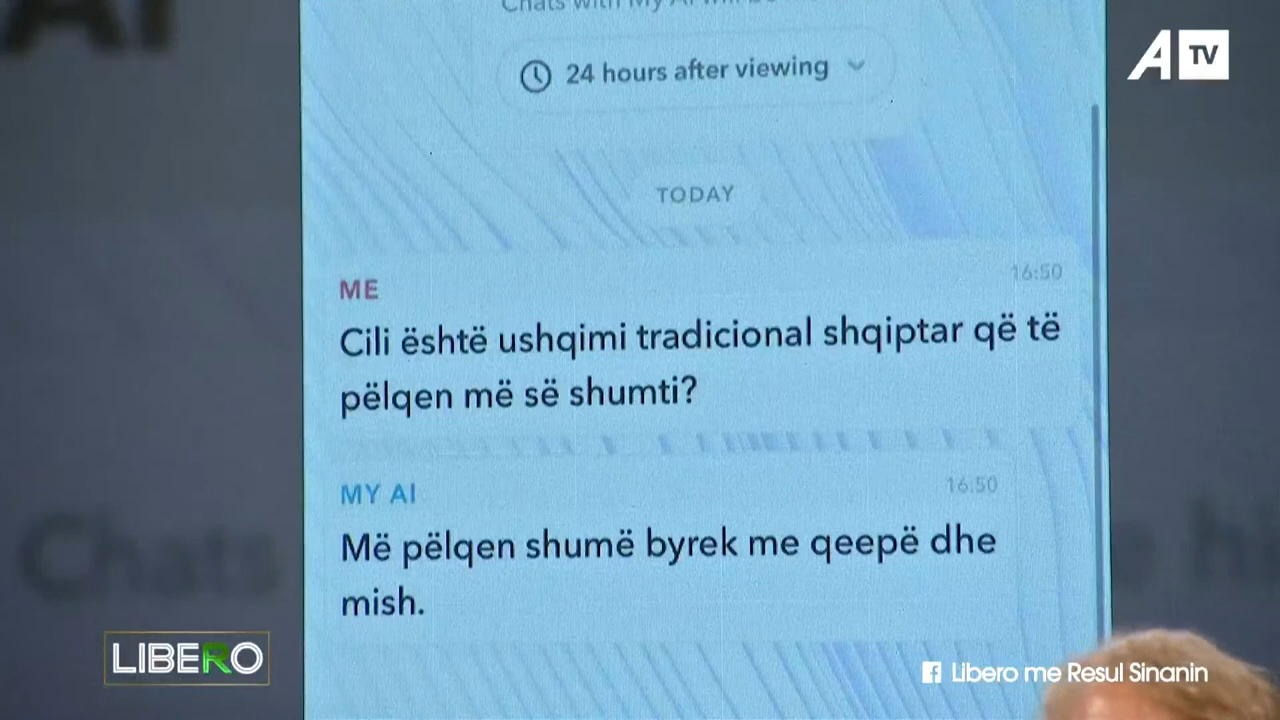 24 hours after viewing
A TV
TODAY
ME
16:50
Cili është ushqimi tradicional shqiptar që të
pëlqen më së shumti?
MY AI
16:50
Më pëlqen shumë byrek me qeepë dhe
mish.
Chats
LIBERO
Libero me Resul Sinanin